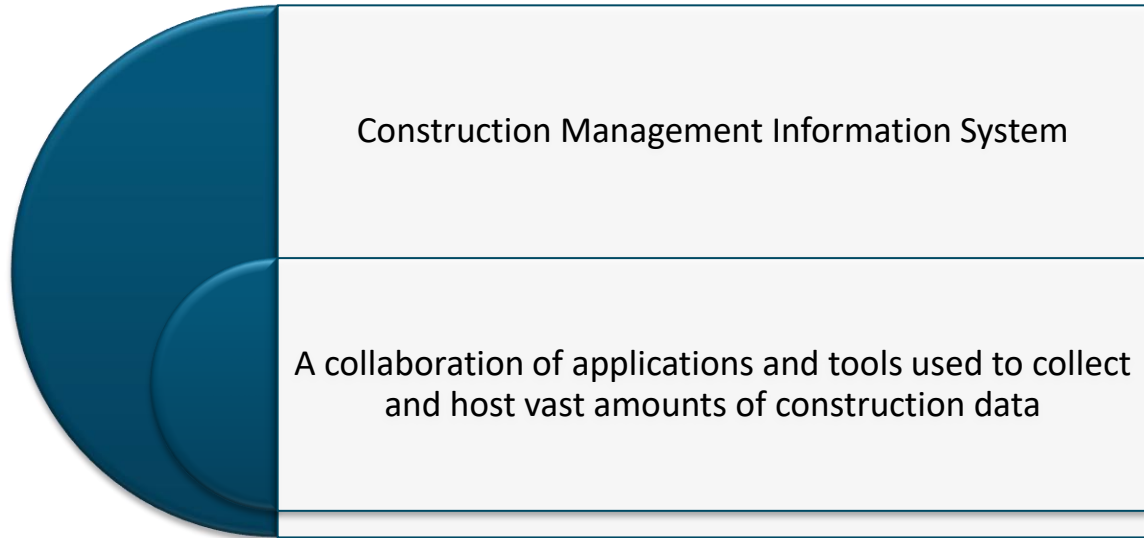 Construction Management Information System
A collaboration of applications and tools used to collect
and host vast amounts of construction data